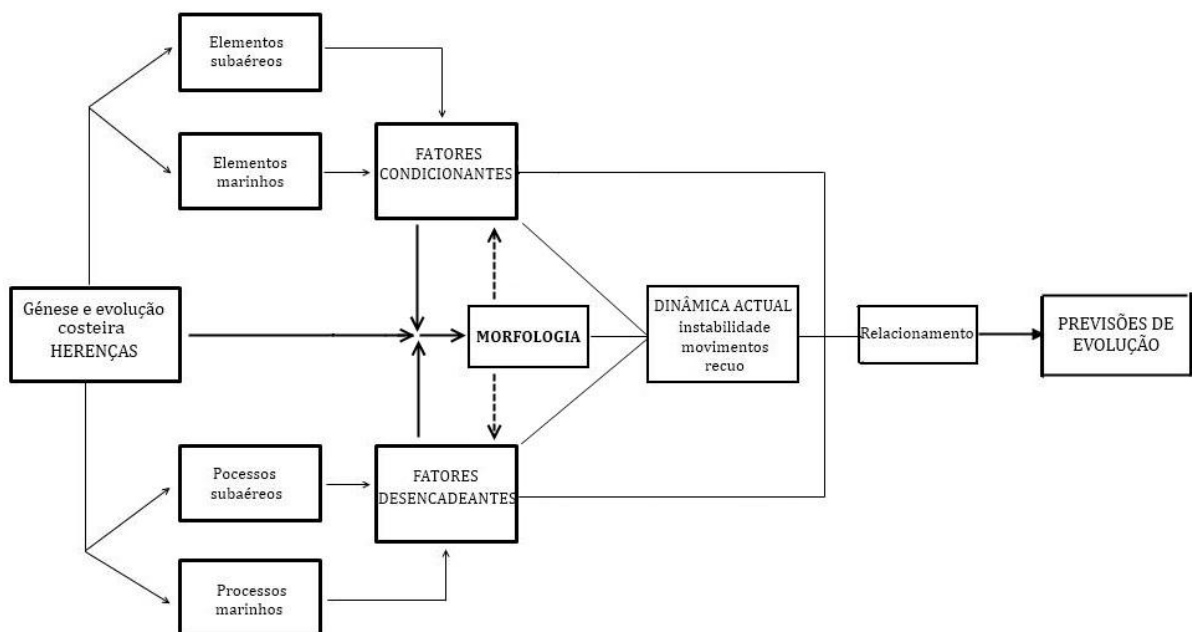 Elementos
subaéreos
Elementos
marinhos
FATORES
CONDICIONANTES
Génese e evolução
costeira
HERENÇAS
MORFOLOGIA
DINÂMICA ACTUAL
instabilidade
movimentos
recuo
Relacionamento
PREVISÕES DE
EVOLUÇÃO
Pocessos
subaéreos
FATORES
DESENCADEANTES
Processos
marinhos